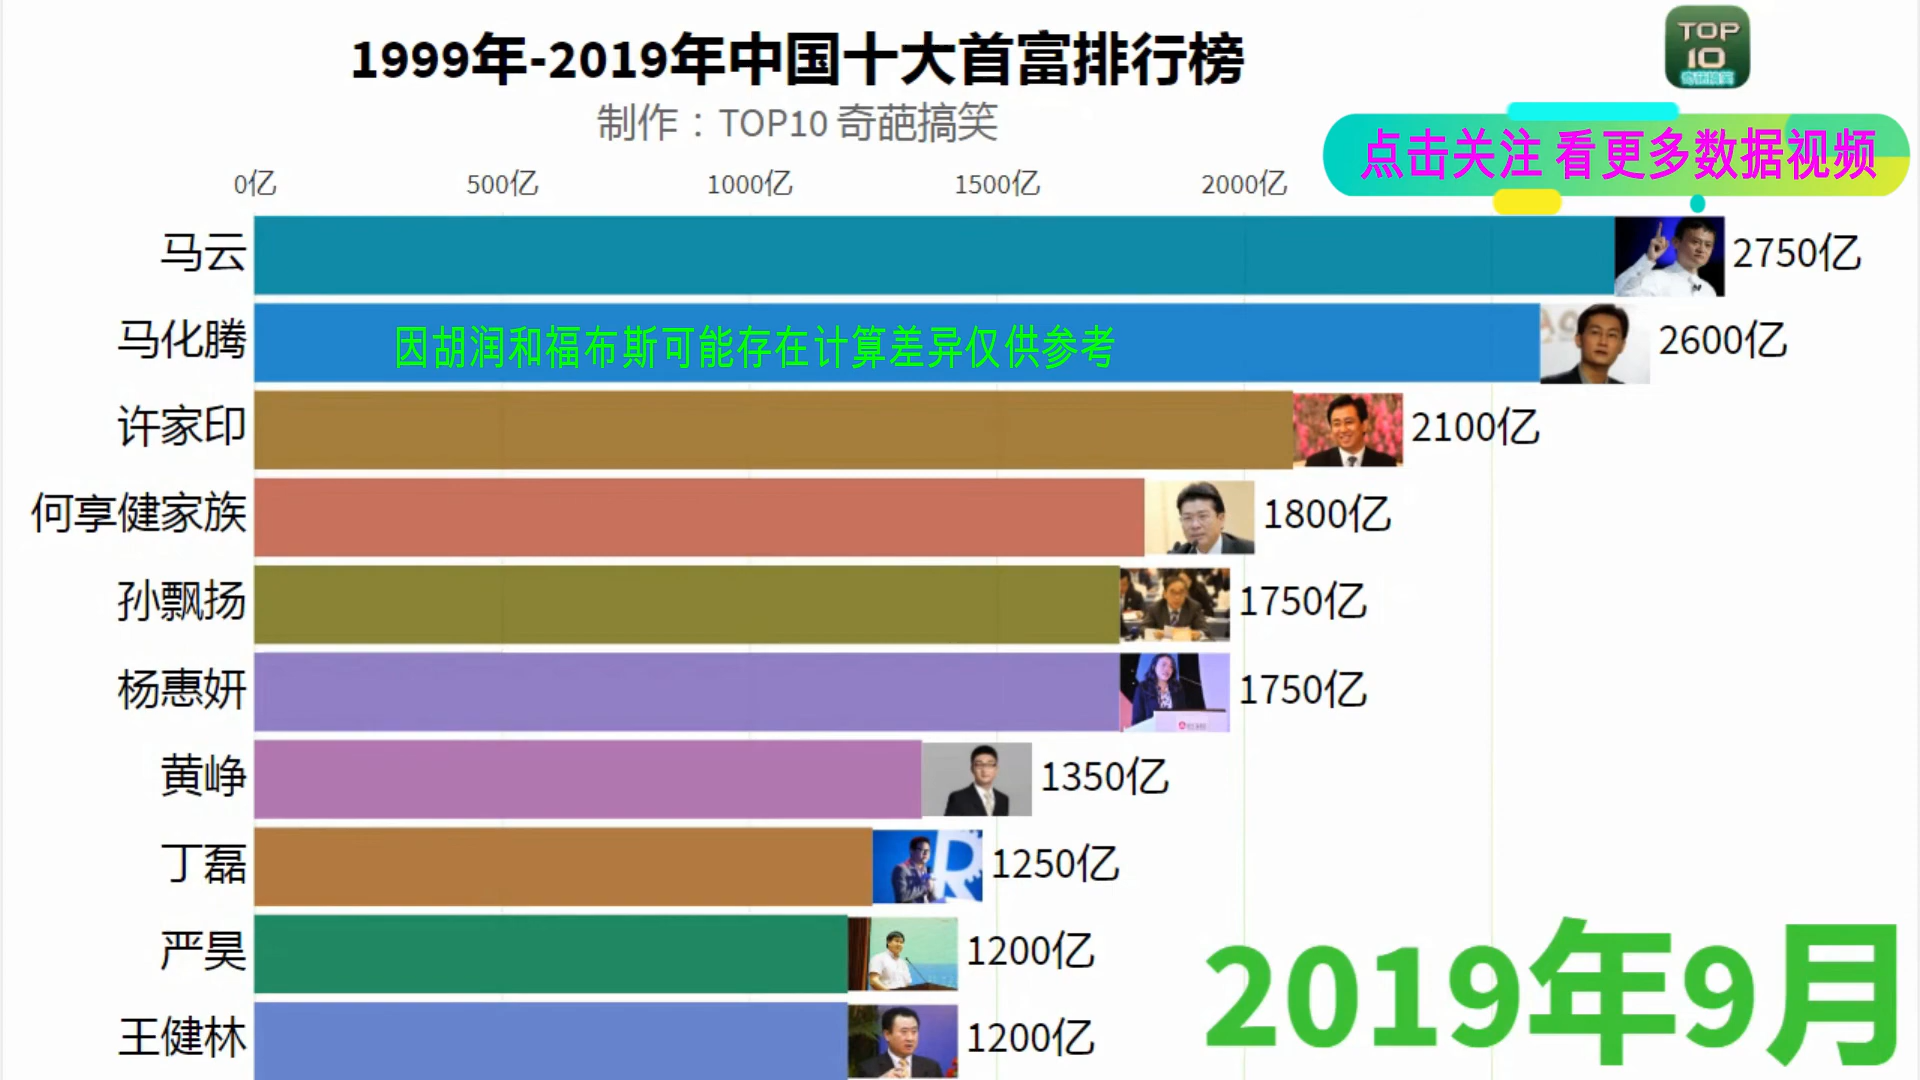 1999年-2019年中国十大首富排行榜
制作：TOP10 奇葩搞笑
TOP
10
奇葩搞笑
点击关注 看更多数据视频
0亿 500亿 1000亿 1500亿 2000亿
马云 2750亿
马化腾 因胡润和福布斯可能存在计算差异仅供参考 2600亿
许家印 2100亿
何享健家族 1800亿
孙飘扬 1750亿
杨惠妍 1750亿
黄峥 1350亿
丁磊 1250亿
严昊 1200亿
王健林 1200亿
2019年9月